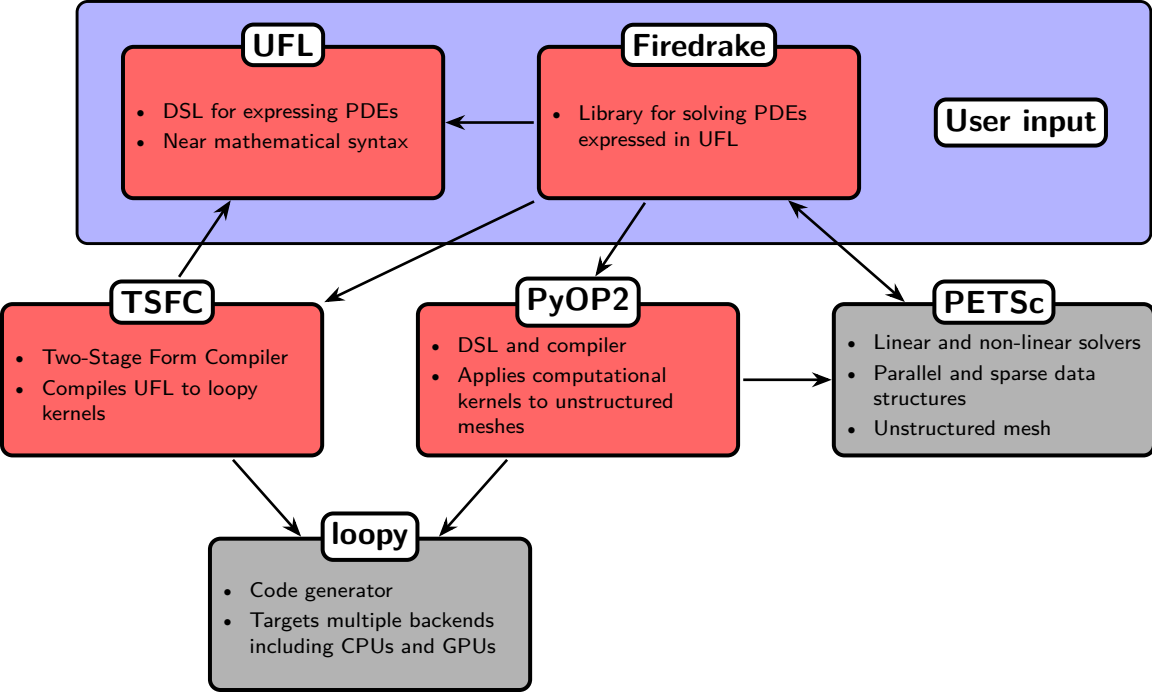 UFL
• DSL for expressing PDEs
• Near mathematical syntax
Firedrake
• Library for solving PDEs
expressed in UFL
User input
TSFC
• Two-Stage Form Compiler
• Compiles UFL to loopy
kernels
PyOP2
• DSL and compiler
• Applies computational
kernels to unstructured
meshes
PETSc
• Linear and non-linear solvers
• Parallel and sparse data
structures
• Unstructured mesh
loopy
• Code generator
• Targets multiple backends
including CPUs and GPUs